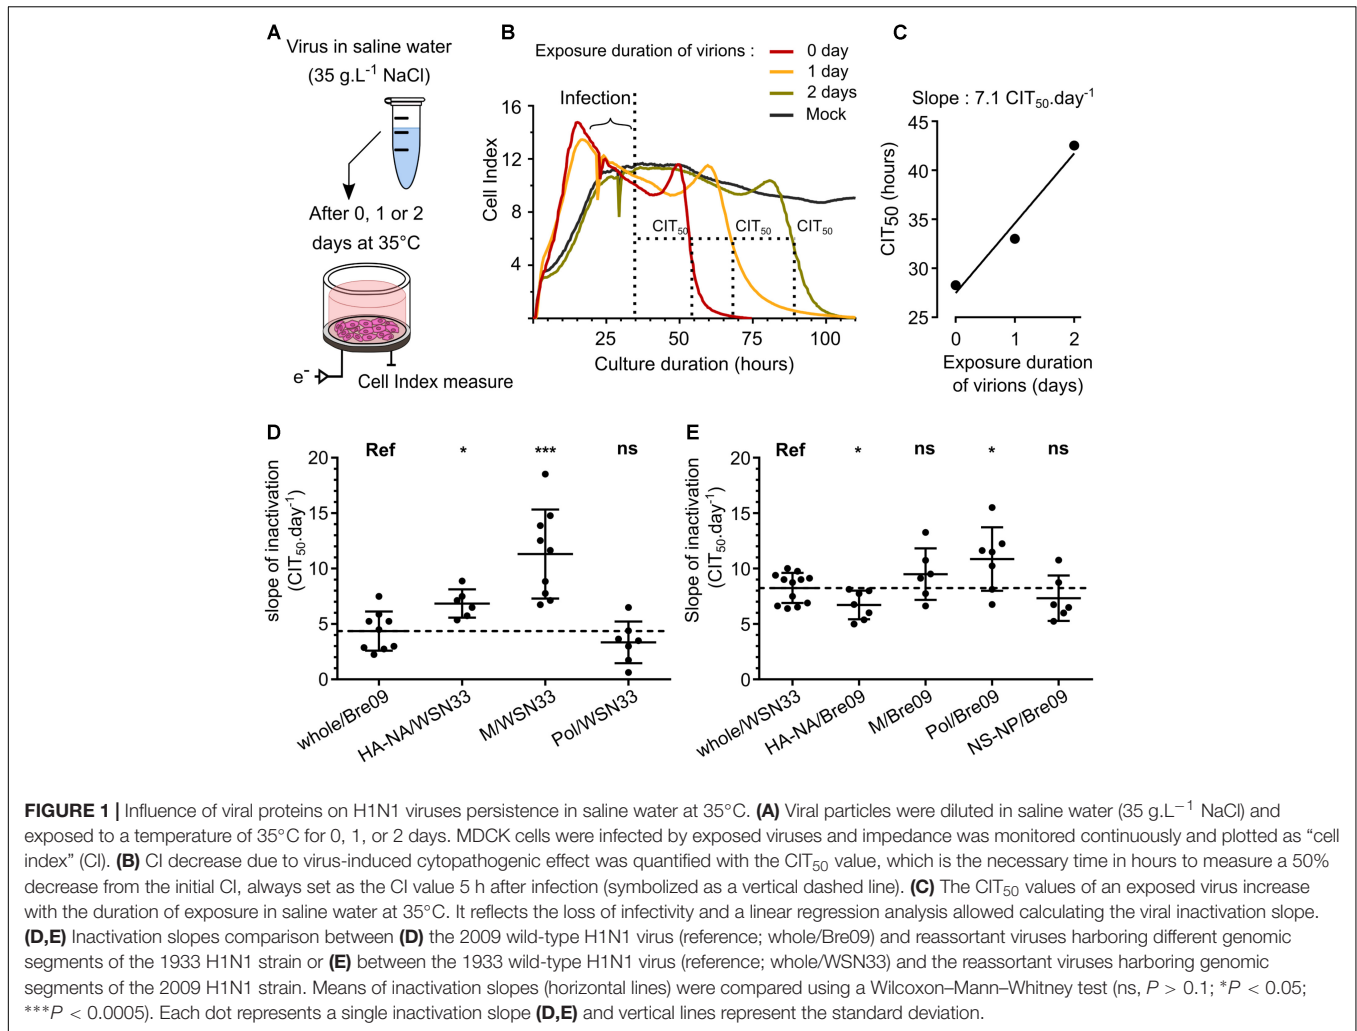 A
Virus in saline water
(35 g.L⁻¹ NaCl)
After 0, 1 or 2
days at 35°C
e⁻
Cell Index measure
B
Exposure duration of virions :
0 day
1 day
2 days
Mock
Infection
16
12
8
4
Cell Index
CIT₅₀
CIT₅₀
CIT₅₀
25
50
75
100
Culture duration (hours)
C
Slope : 7.1 CIT₅₀.day⁻¹
45
40
35
30
25
CIT₅₀ (hours)
0
1
2
Exposure duration
of virions (days)
D
Ref
*
***
ns
20
15
10
5
0
slope of inactivation
(CIT₅₀.day⁻¹)
whole/Bre09
HA-NA/WSN33
M/WSN33
Pol/WSN33
E
Ref
*
ns
*
ns
20
15
10
5
0
Slope of inactivation
(CIT₅₀.day⁻¹)
whole/WSN33
HA-NA/Bre09
M/Bre09
Pol/Bre09
NS-NP/Bre09
FIGURE 1 | Influence of viral proteins on H1N1 viruses persistence in saline water at 35°C. (A) Viral particles were diluted in saline water (35 g.L⁻¹ NaCl) and
exposed to a temperature of 35°C for 0, 1, or 2 days. MDCK cells were infected by exposed viruses and impedance was monitored continuously and plotted as “cell
index” (CI). (B) CI decrease due to virus-induced cytopathogenic effect was quantified with the CIT₅₀ value, which is the necessary time in hours to measure a 50%
decrease from the initial CI, always set as the CI value 5 h after infection (symbolized as a vertical dashed line). (C) The CIT₅₀ values of an exposed virus increase
with the duration of exposure in saline water at 35°C. It reflects the loss of infectivity and a linear regression analysis allowed calculating the viral inactivation slope.
(D,E) Inactivation slopes comparison between (D) the 2009 wild-type H1N1 virus (reference; whole/Bre09) and reassortant viruses harboring different genomic
segments of the 1933 H1N1 strain or (E) between the 1933 wild-type H1N1 virus (reference; whole/WSN33) and the reassortant viruses harboring genomic
segments of the 2009 H1N1 strain. Means of inactivation slopes (horizontal lines) were compared using a Wilcoxon–Mann–Whitney test (ns, P > 0.1; *P < 0.05;
***P < 0.0005). Each dot represents a single inactivation slope (D,E) and vertical lines represent the standard deviation.